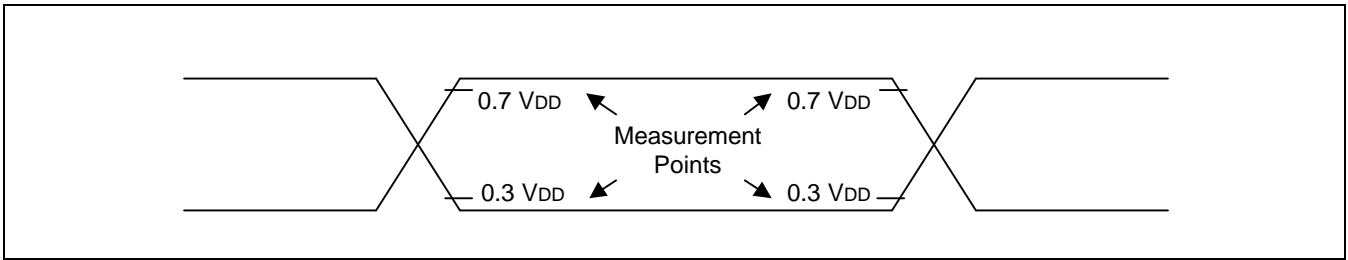 0.7 VDD
0.7 VDD
Measurement
Points
0.3 VDD
0.3 VDD